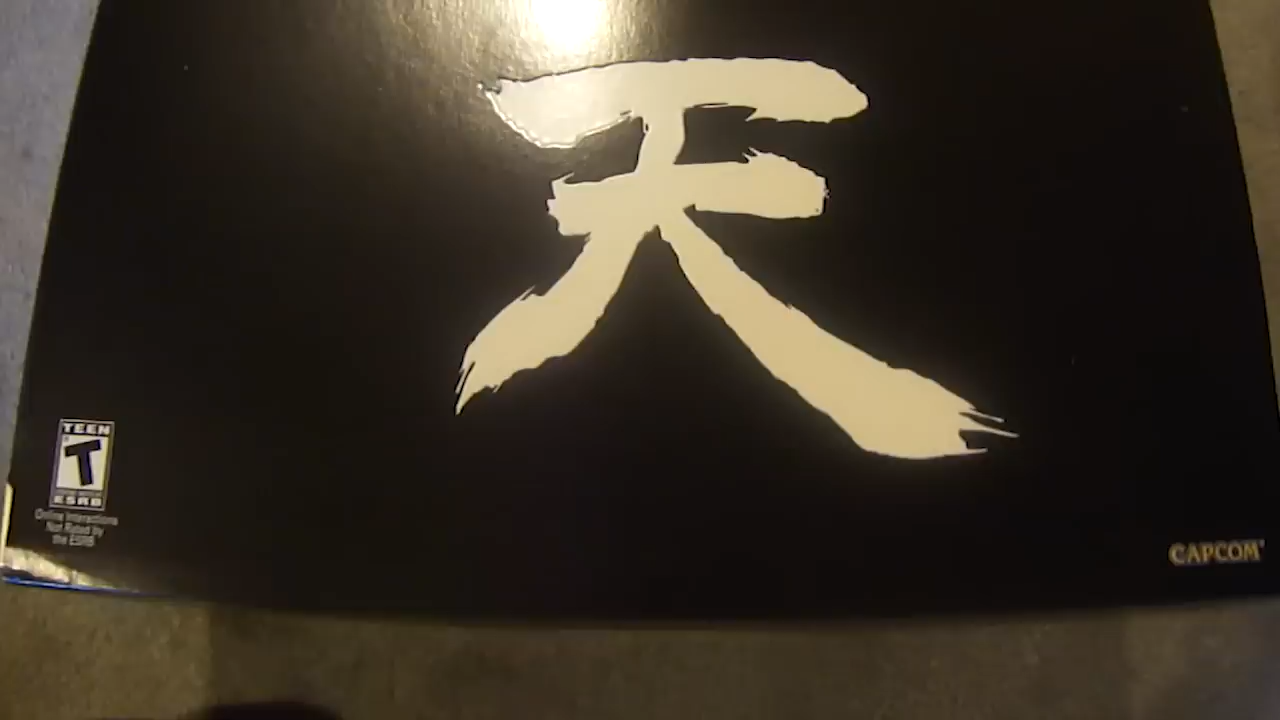 天
TEEN
T
ESRB
Online Interactions
Not Rated by
the ESRB
CAPCOM